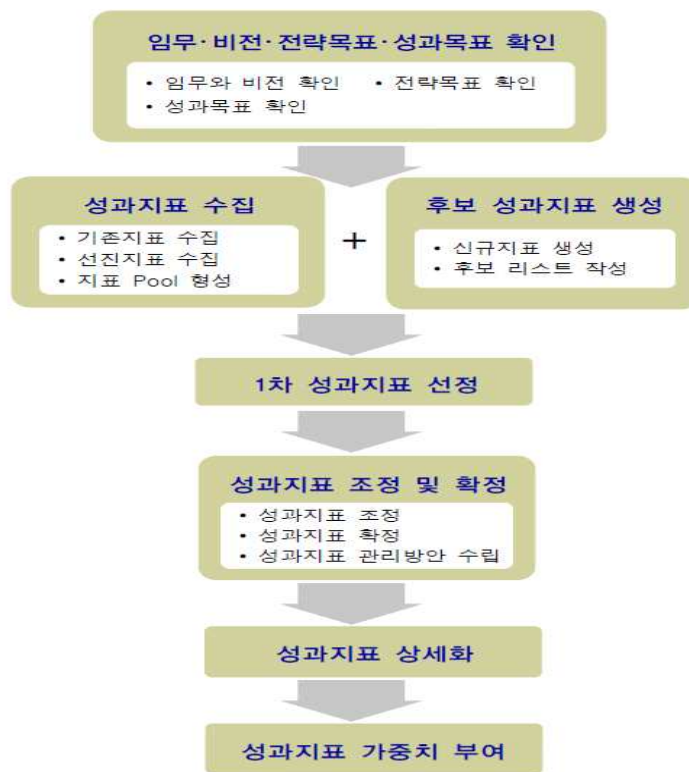 임무·비전·전략목표·성과목표 확인
• 임무와 비전 확인 • 전략목표 확인
• 성과목표 확인
성과지표 수집
• 기존지표 수집
• 선진지표 수집
• 지표 Pool 형성
+
후보 성과지표 생성
• 신규지표 생성
• 후보 리스트 작성
1차 성과지표 선정
성과지표 조정 및 확정
• 성과지표 조정
• 성과지표 확정
• 성과지표 관리방안 수립
성과지표 상세화
성과지표 가중치 부여